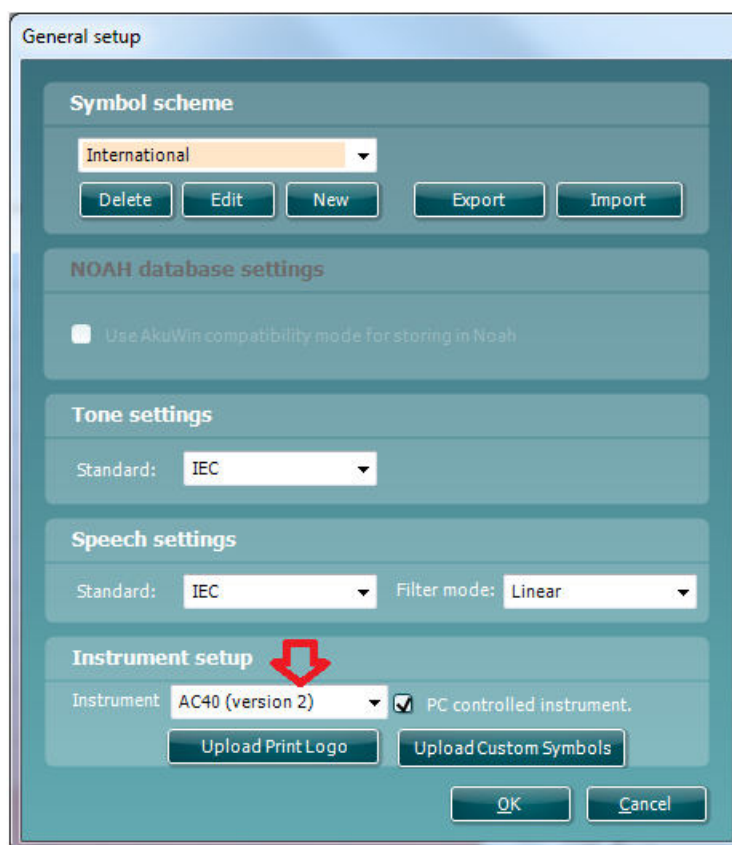 General setup
Symbol scheme
International
Delete Edit New Export Import
NOAH database settings
Use AkuWin compatibility mode for storing in Noah
Tone settings
Standard: IEC
Speech settings
Standard: IEC Filter mode: Linear
Instrument setup
Instrument AC40 (version 2) PC controlled instrument.
Upload Print Logo Upload Custom Symbols
OK Cancel